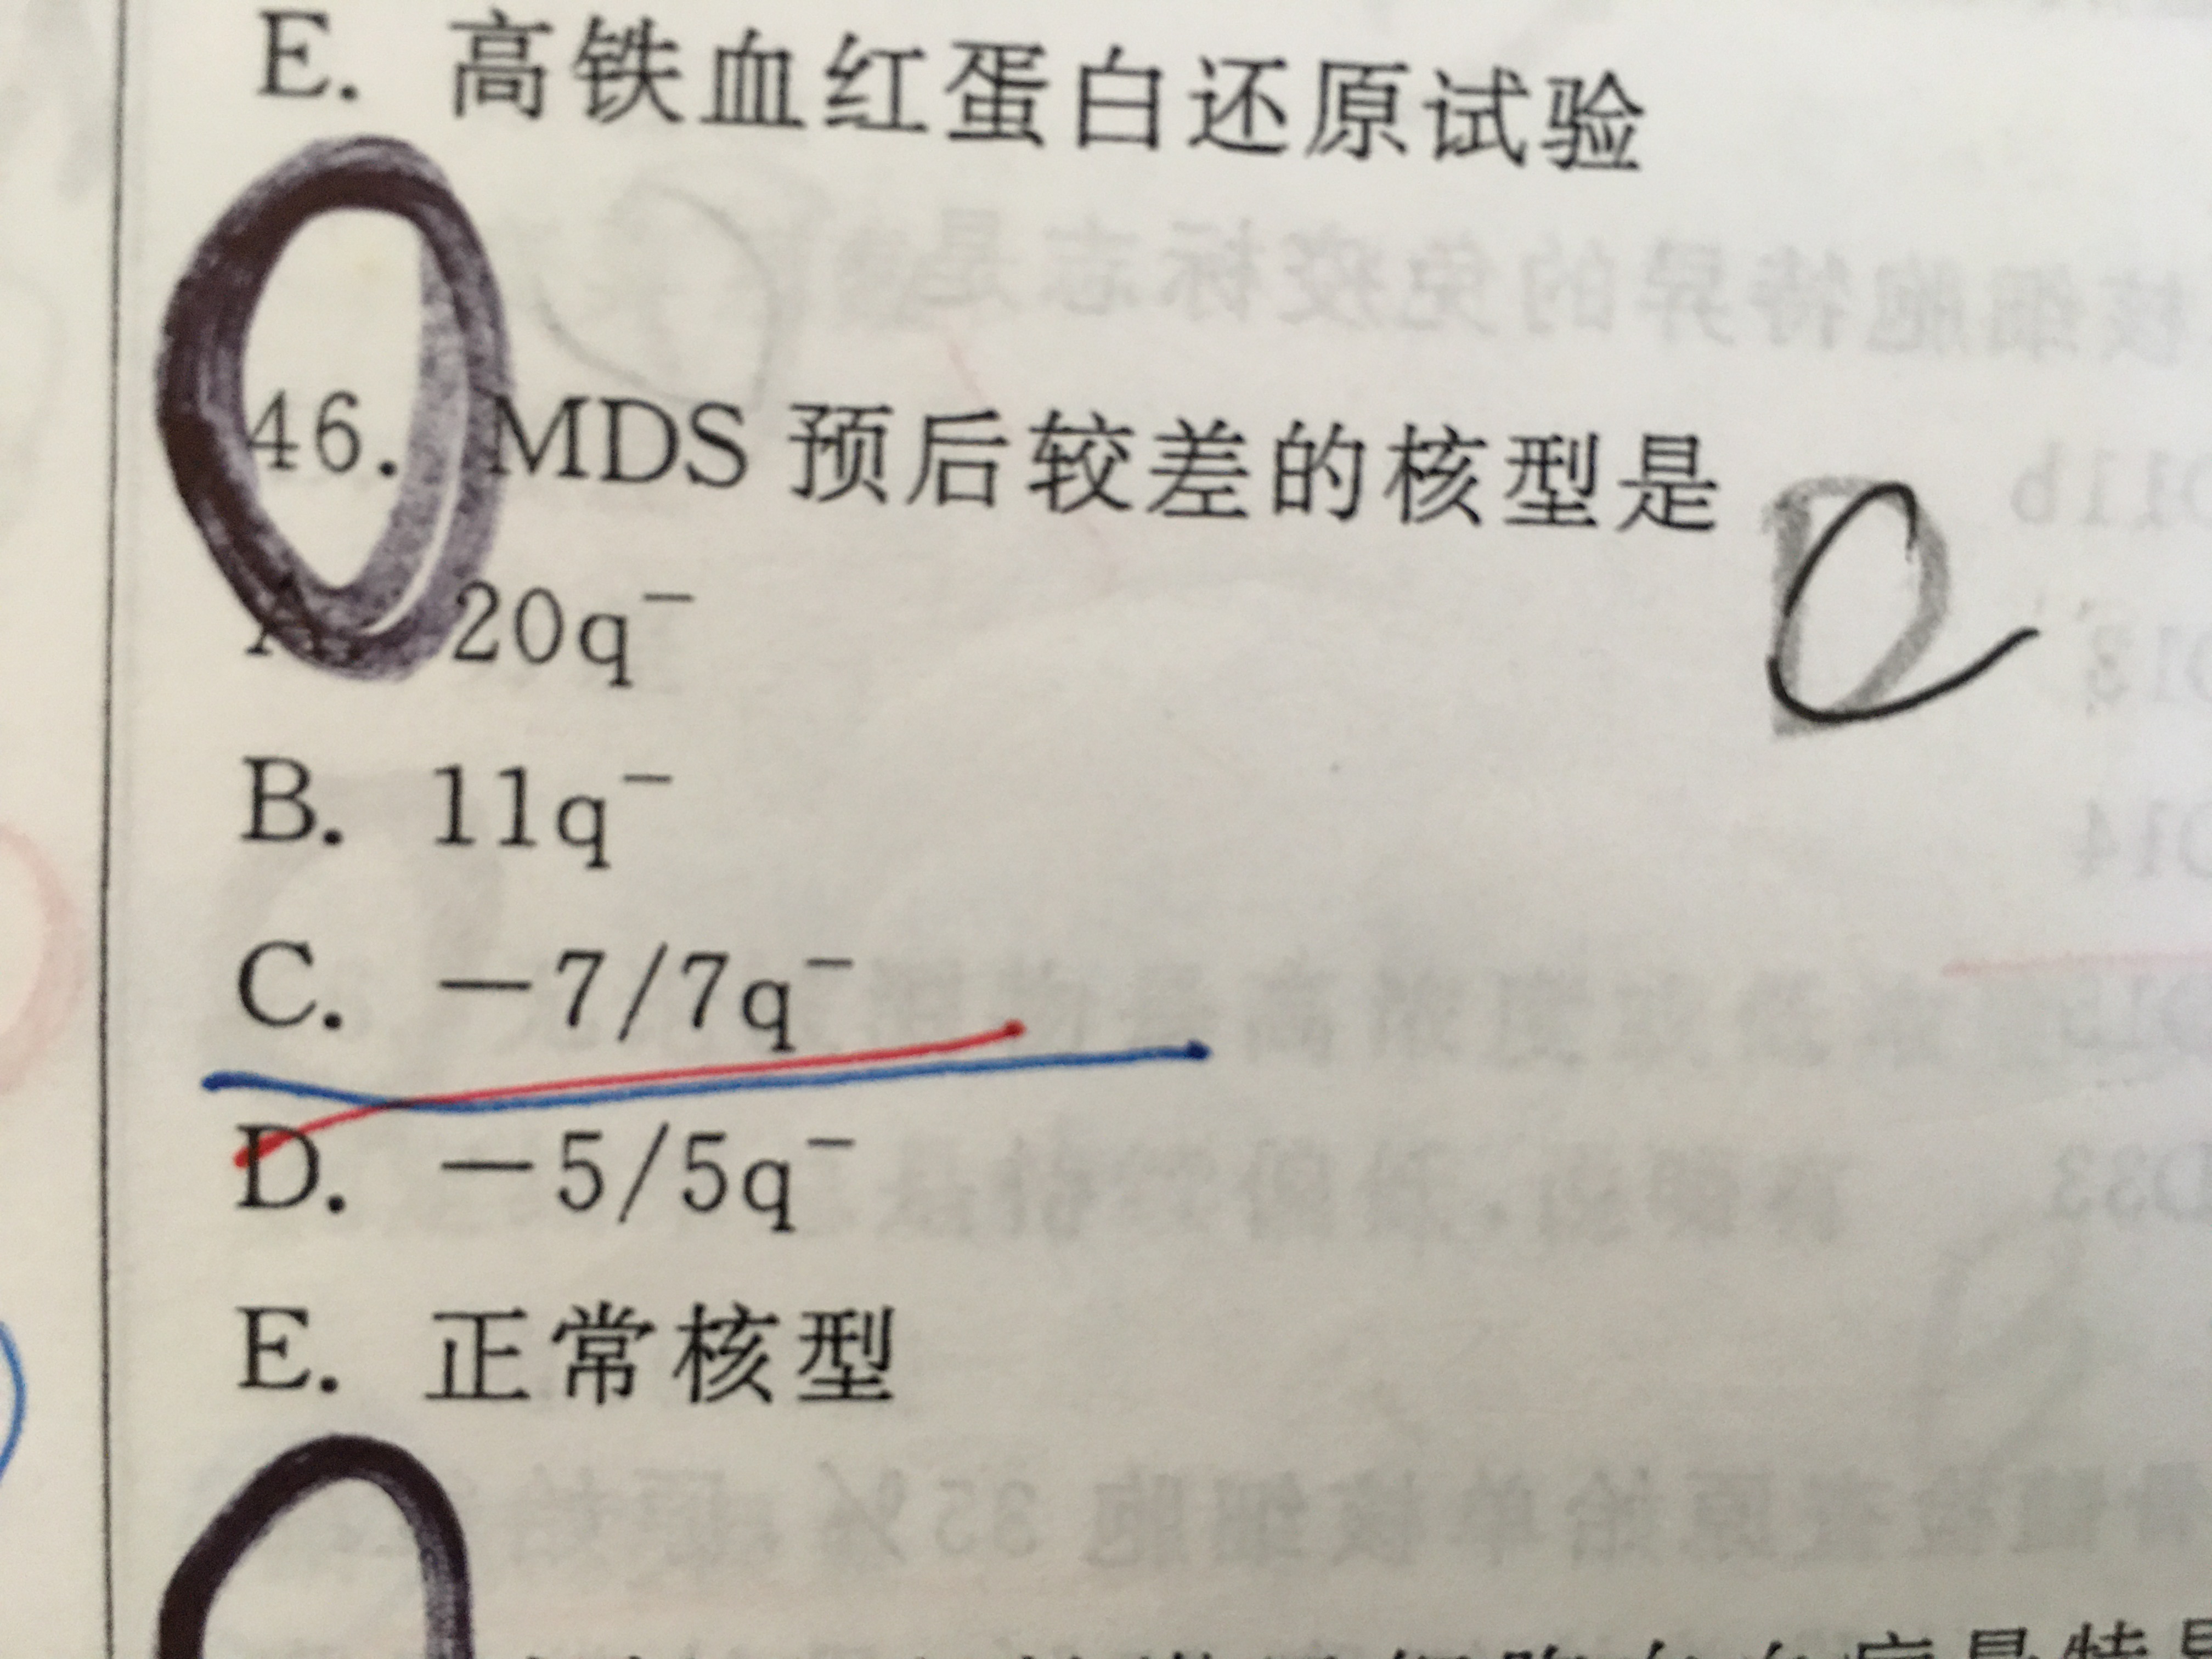 E. 高铁血红蛋白还原试验
46. MDS 预后较差的核型是
A. 20q⁻
B. 11q⁻
C. －7/7q⁻
D. －5/5q⁻
E. 正常核型